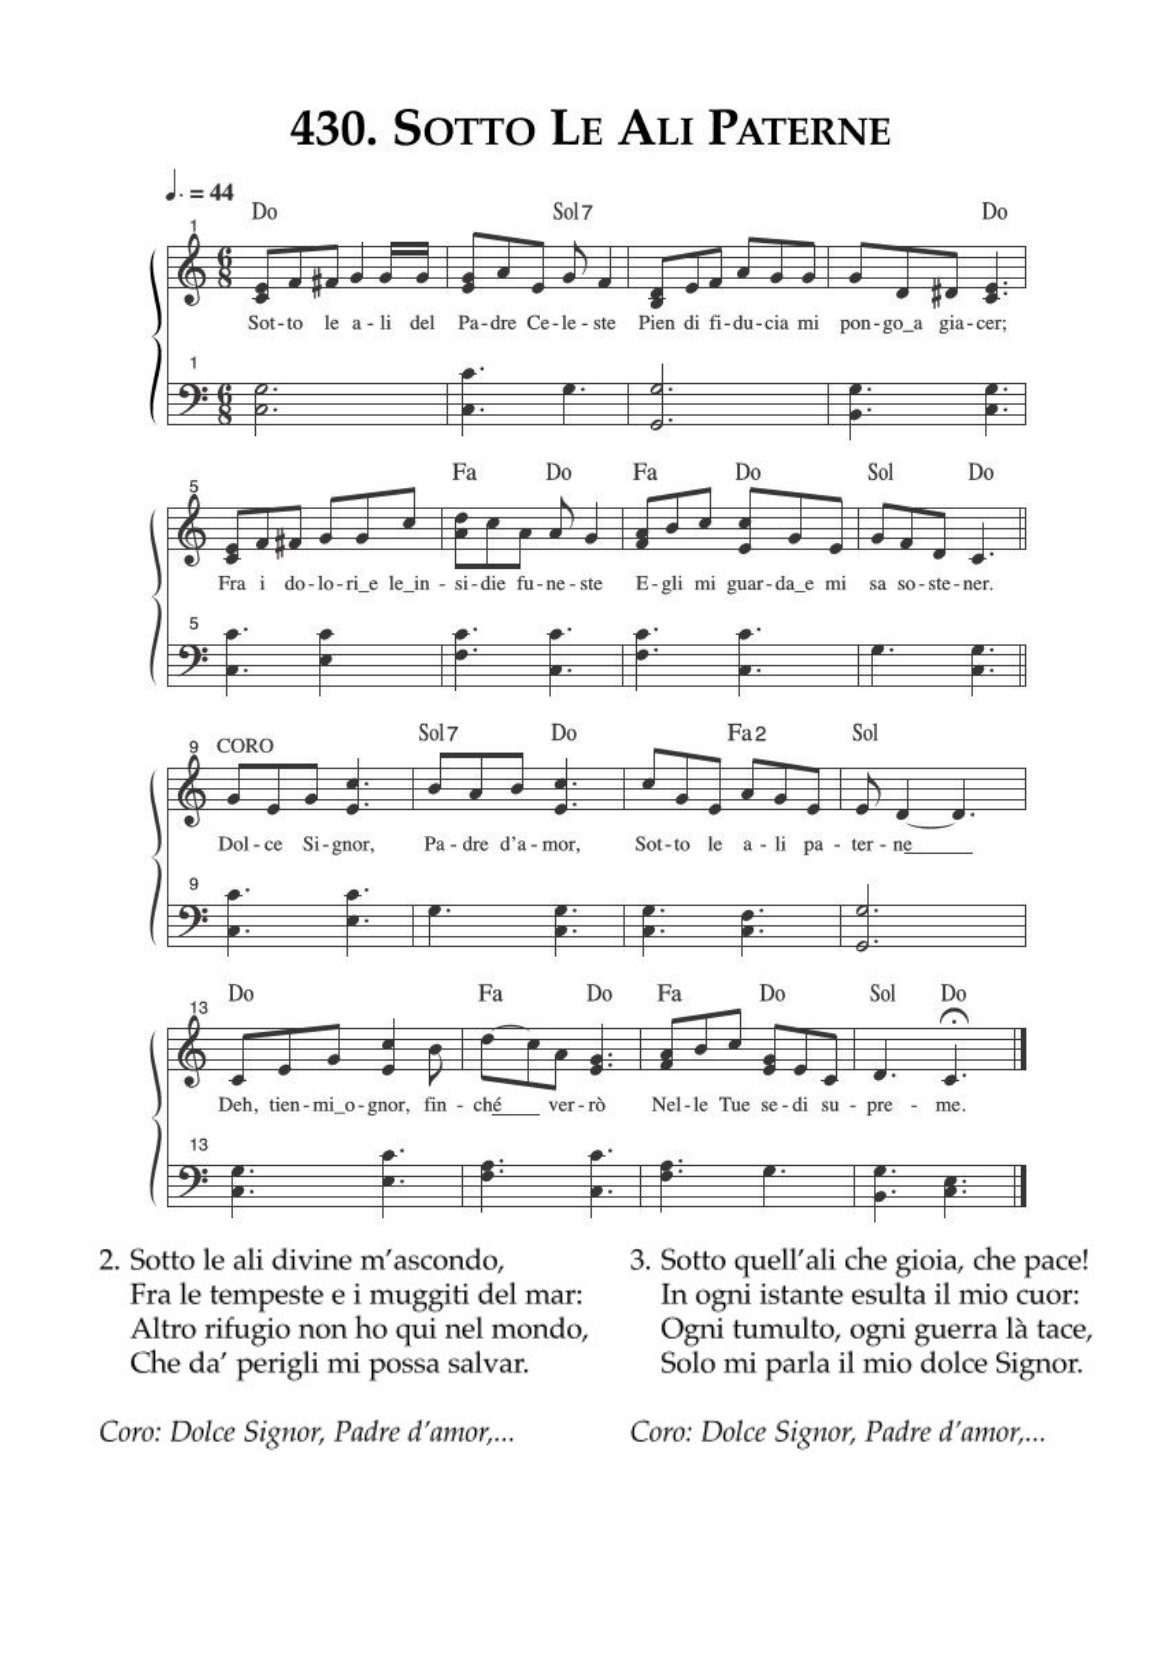 430. Sotto Le Ali Paterne
♩. = 44
Do Sol7 Do
1
6 8
Sot-to le a-li del Pa-dre Ce-le-ste Pien di fi-du-cia mi pon-go_a gia-cer;
1
6 8
Fa Do Fa Do Sol Do
5
Fra i do-lo-ri_e le_in-si-die fu-ne-ste E-gli mi guar-da_e mi sa so-ste-ner.
5
Sol7 Do Fa2 Sol
9 CORO
Dol-ce Si-gnor, Pa-dre d'a-mor, Sot-to le a-li pa-ter-ne____
9
Do Fa Do Fa Do Sol Do
13
Deh, tien-mi_o-gnor, fin-ché____ ver-rò Nel-le Tue se-di su-pre-me.
13
2. Sotto le ali divine m'ascondo,
Fra le tempeste e i muggiti del mar:
Altro rifugio non ho qui nel mondo,
Che da' perigli mi possa salvar.
Coro: Dolce Signor, Padre d'amor,...
3. Sotto quell'ali che gioia, che pace!
In ogni istante esulta il mio cuor:
Ogni tumulto, ogni guerra là tace,
Solo mi parla il mio dolce Signor.
Coro: Dolce Signor, Padre d'amor,...